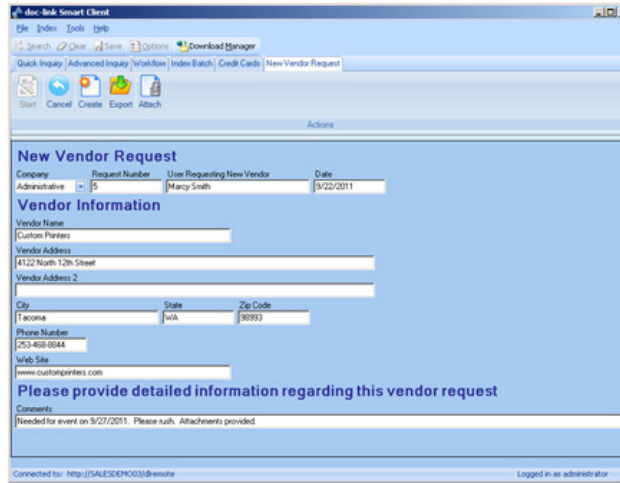 doc-link Smart Client
File Index Tools Help
Search Clear Save Options Download Manager
Quick Inquiry Advanced Inquiry Workflow Index Batch Credit Cards New Vendor Request
Start Cancel Create Export Attach
Actions
New Vendor Request
Company Request Number User Requesting New Vendor Date
Administrative 5 Marcy Smith 9/22/2011
Vendor Information
Vendor Name
Custom Printers
Vendor Address
4122 North 12th Street
Vendor Address 2
City State Zip Code
Tacoma WA 98993
Phone Number
253-468-8844
Web Site
www.customprinters.com
Please provide detailed information regarding this vendor request
Comments
Needed for event on 9/27/2011. Please rush. Attachments provided.
Connected to: http://SALESDEMO03/dlremote Logged in as administrator